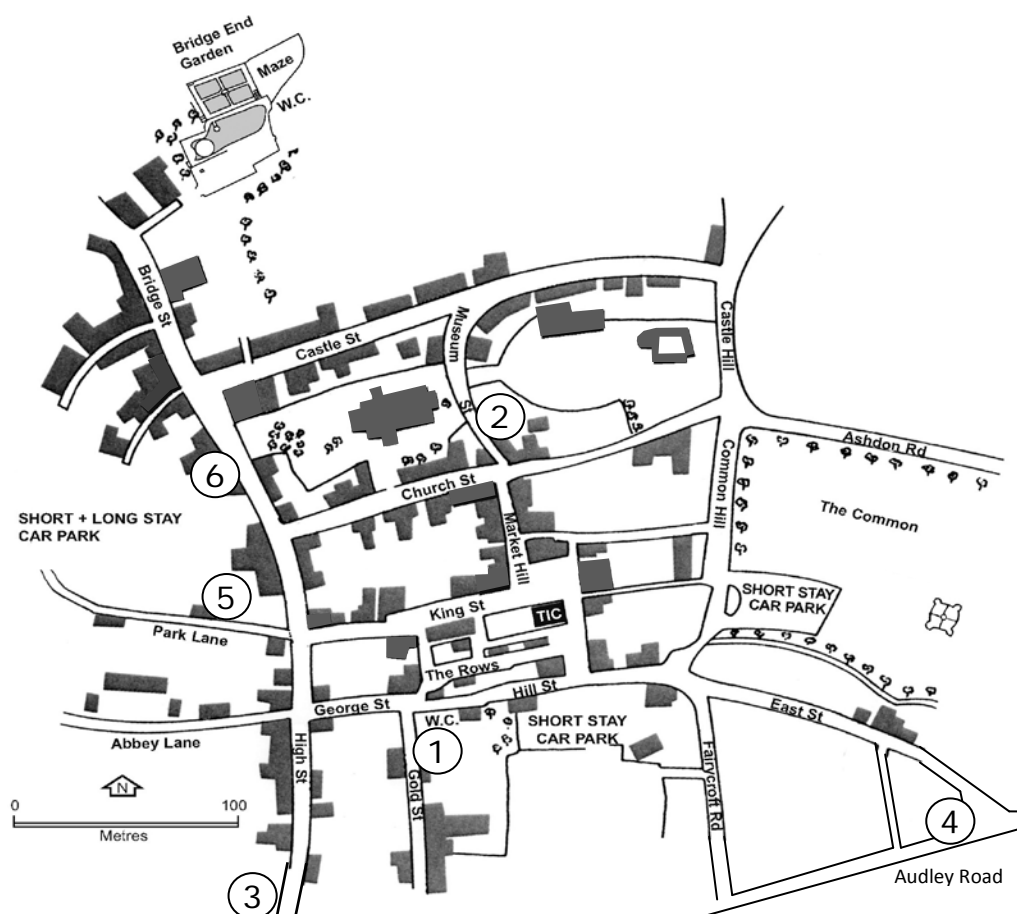 Bridge End
Garden
Maze
W.C.
Bridge St
Castle St
Museum
St
Castle Hill
2
Ashdon Rd
6
Church St
Common Hill
The Common
SHORT + LONG STAY
CAR PARK
Market Hill
5
King St
TIC
SHORT STAY
CAR PARK
Park Lane
The Rows
George St
Hill St
East St
Abbey Lane
High St
W.C.
1
SHORT STAY
CAR PARK
Gold St
Fairycroft Rd
N
0 100
Metres
4
3
Audley Road